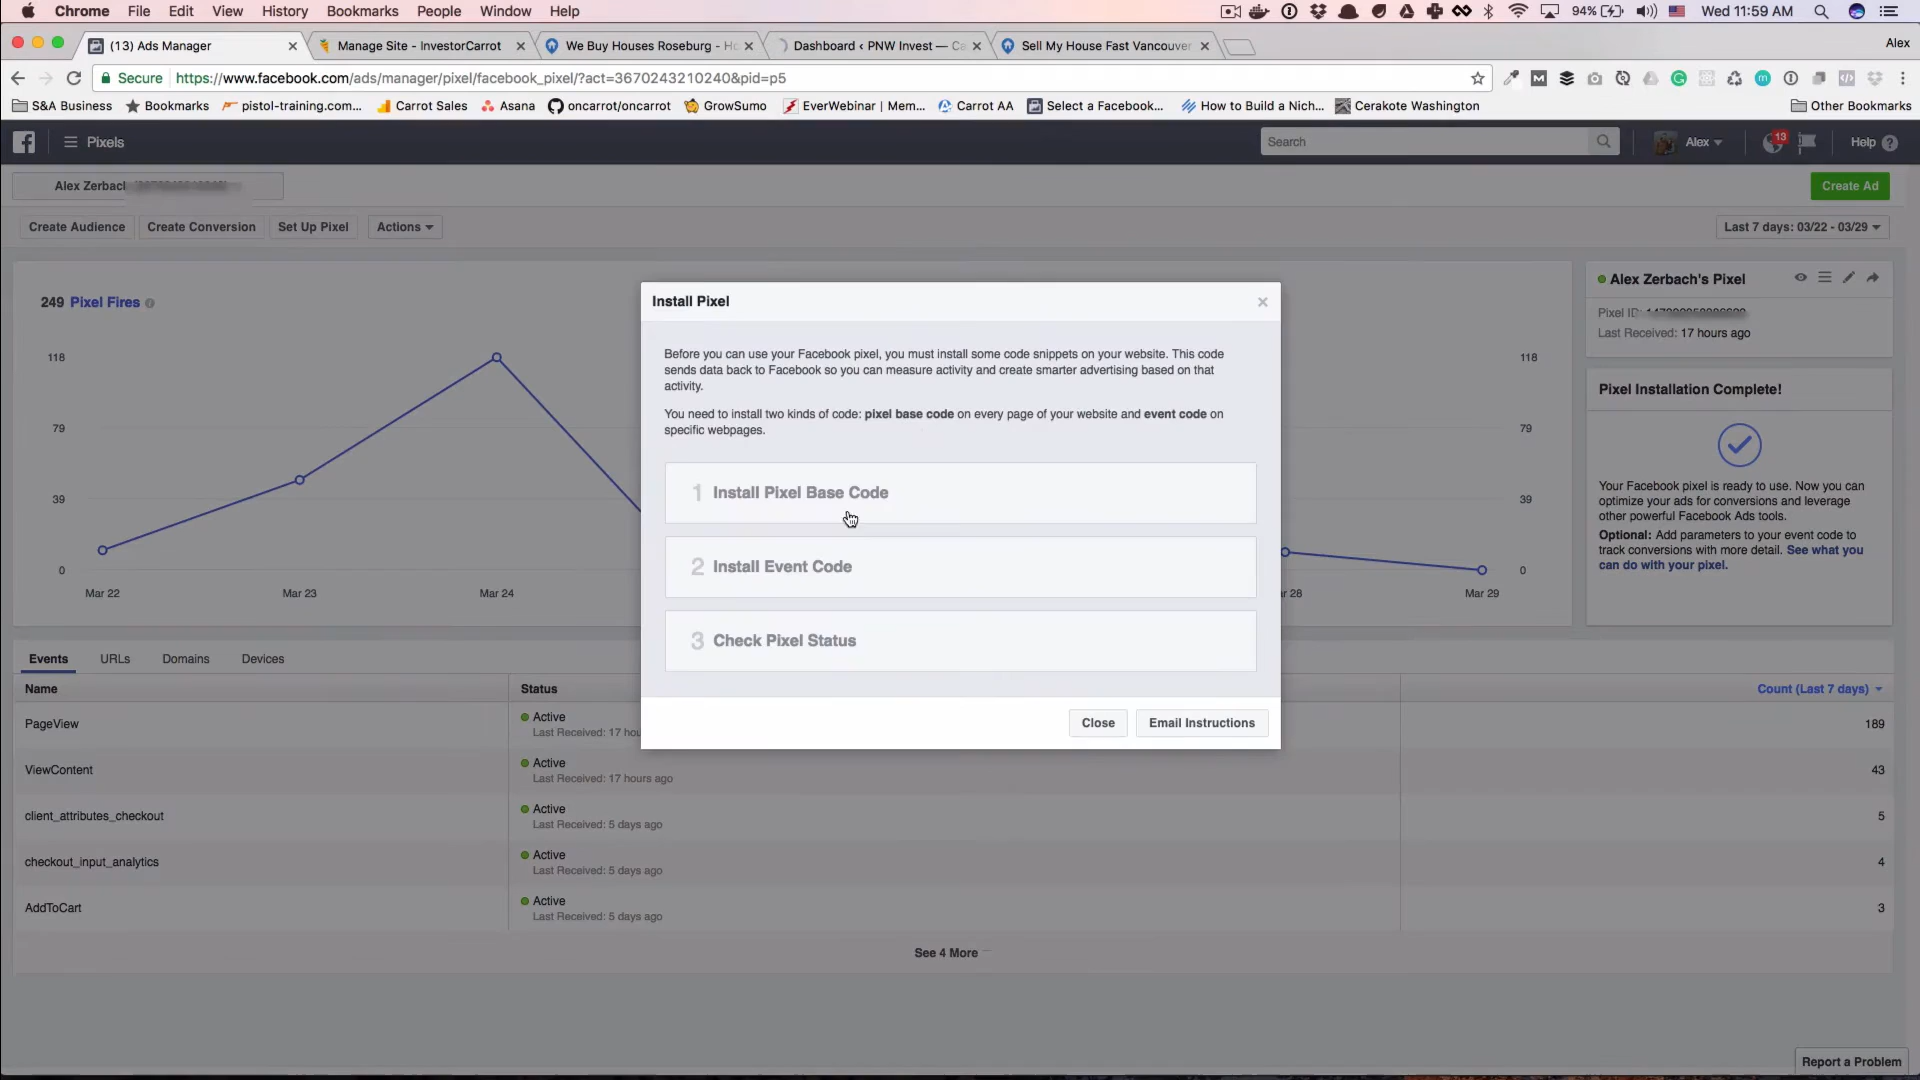 Chrome File Edit View History Bookmarks People Window Help 94% Wed 11:59 AM
(13) Ads Manager Manage Site - InvestorCarrot We Buy Houses Roseburg - Ho Dashboard ‹ PNW Invest — Ca Sell My House Fast Vancouver Alex
Secure https://www.facebook.com/ads/manager/pixel/facebook_pixel/?act=3670243210240&pid=p5
S&A Business Bookmarks pistol-training.com... Carrot Sales Asana oncarrot/oncarrot GrowSumo EverWebinar | Mem... Carrot AA Select a Facebook... How to Build a Nich... Cerakote Washington Other Bookmarks
Pixels Search Alex 13 Help
Alex Zerbach
Create Ad
Create Audience Create Conversion Set Up Pixel Actions Last 7 days: 03/22 - 03/29
249 Pixel Fires
118
79
39
0
Mar 22 Mar 23 Mar 24
r 28 Mar 29
118
79
39
0
Install Pixel
Before you can use your Facebook pixel, you must install some code snippets on your website. This code
sends data back to Facebook so you can measure activity and create smarter advertising based on that
activity.
You need to install two kinds of code: pixel base code on every page of your website and event code on
specific webpages.
1 Install Pixel Base Code
2 Install Event Code
3 Check Pixel Status
Close Email Instructions
Alex Zerbach's Pixel
Pixel ID:
Last Received: 17 hours ago
Pixel Installation Complete!
Your Facebook pixel is ready to use. Now you can
optimize your ads for conversions and leverage
other powerful Facebook Ads tools.
Optional: Add parameters to your event code to
track conversions with more detail. See what you
can do with your pixel.
Events URLs Domains Devices
Name Status Count (Last 7 days)
PageView Active 189
Last Received: 17 hou
ViewContent Active 43
Last Received: 17 hours ago
client_attributes_checkout Active 5
Last Received: 5 days ago
checkout_input_analytics Active 4
Last Received: 5 days ago
AddToCart Active 3
Last Received: 5 days ago
See 4 More
Report a Problem